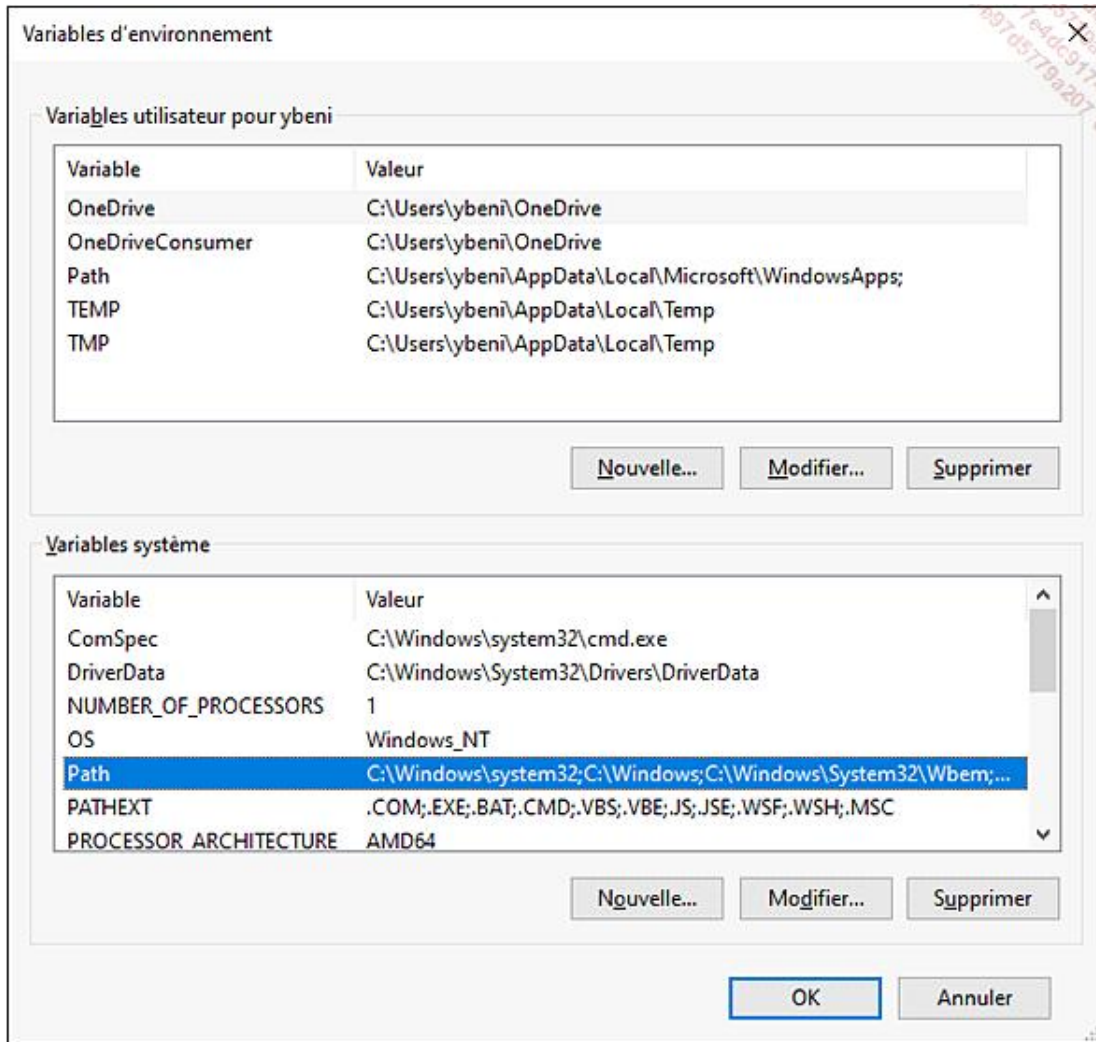 Variables d'environnement
Variables utilisateur pour ybeni
Variable Valeur
OneDrive C:\Users\ybeni\OneDrive
OneDriveConsumer C:\Users\ybeni\OneDrive
Path C:\Users\ybeni\AppData\Local\Microsoft\WindowsApps;
TEMP C:\Users\ybeni\AppData\Local\Temp
TMP C:\Users\ybeni\AppData\Local\Temp
Nouvelle... Modifier... Supprimer
Variables système
Variable Valeur
ComSpec C:\Windows\system32\cmd.exe
DriverData C:\Windows\System32\Drivers\DriverData
NUMBER_OF_PROCESSORS 1
OS Windows_NT
Path C:\Windows\system32;C:\Windows;C:\Windows\System32\Wbem;...
PATHEXT .COM;.EXE;.BAT;.CMD;.VBS;.VBE;.JS;.JSE;.WSF;.WSH;.MSC
PROCESSOR_ARCHITECTURE AMD64
Nouvelle... Modifier... Supprimer
OK Annuler